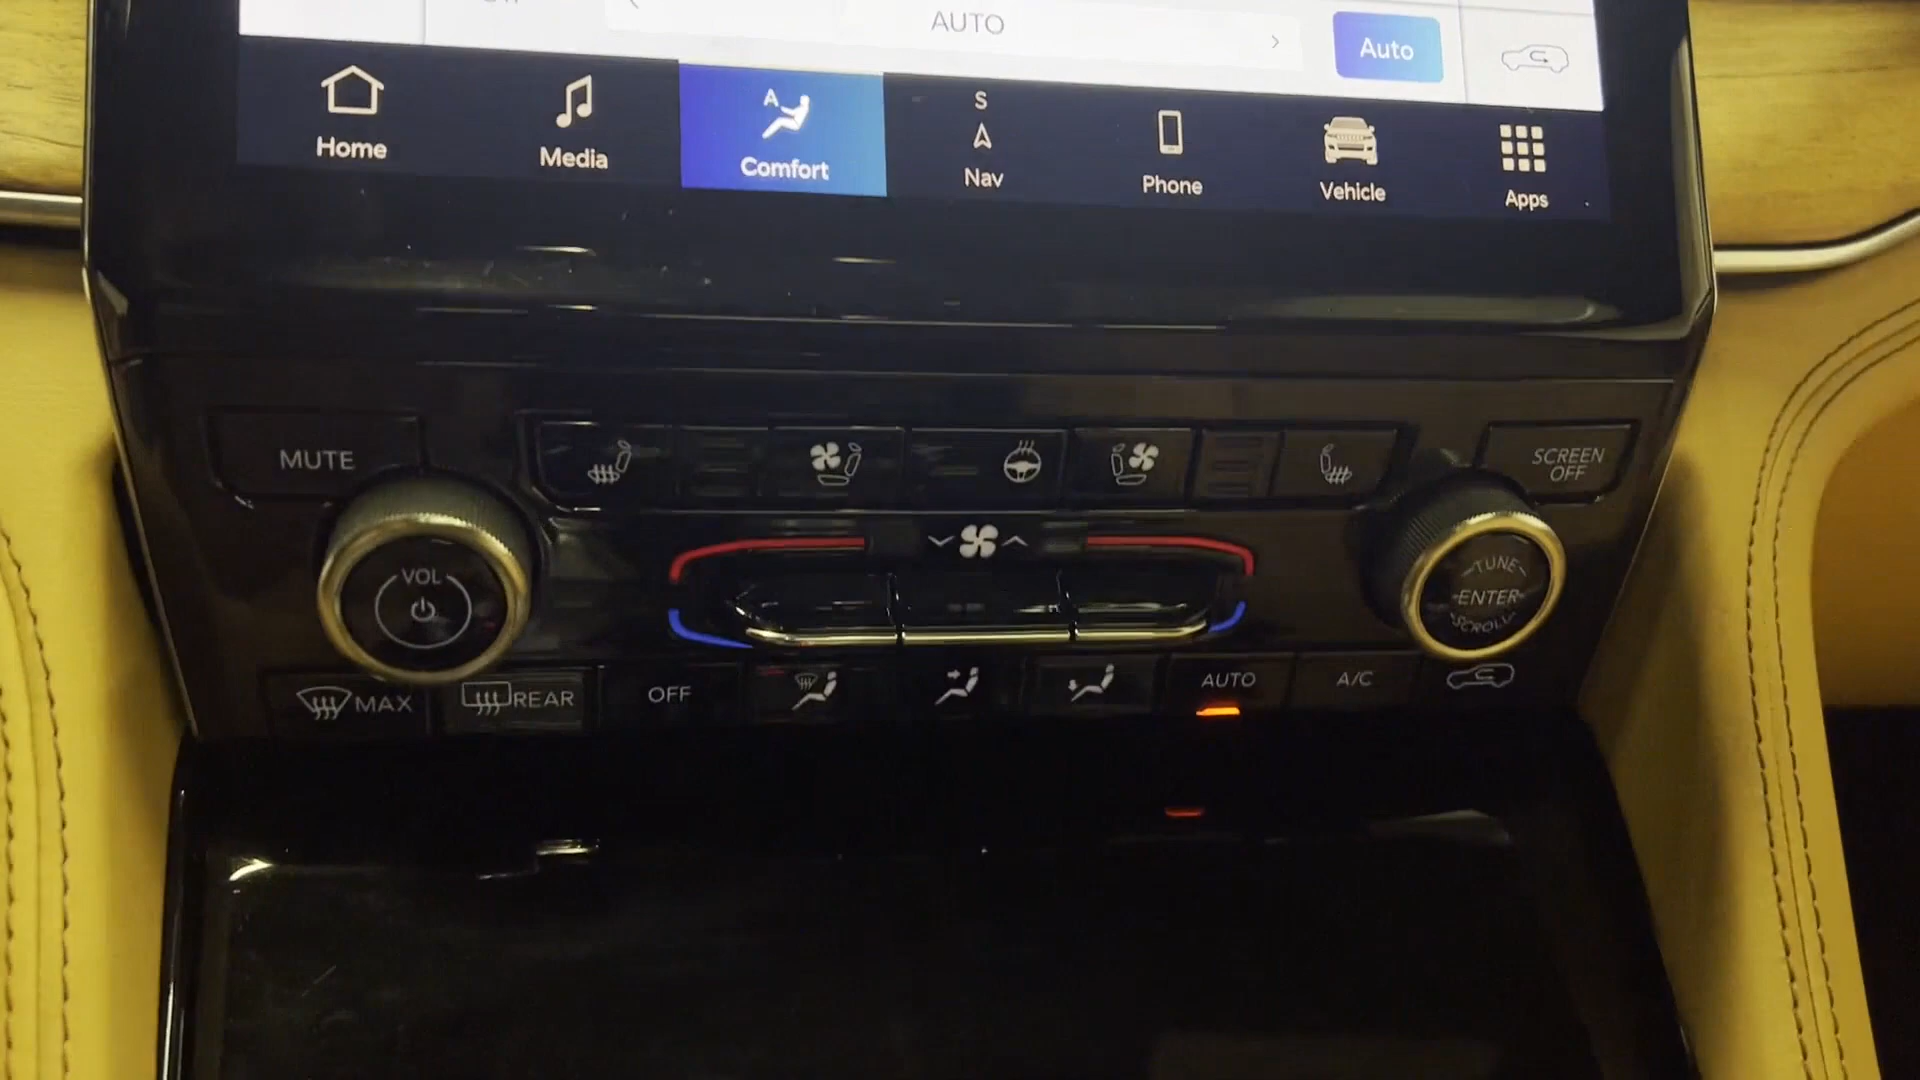 AUTO
Auto
Home
Media
A
Comfort
S
Nav
Phone
Vehicle
Apps
MUTE
SCREEN
OFF
VOL
TUNE
ENTER
SCROLL
MAX
REAR
OFF
AUTO
A/C